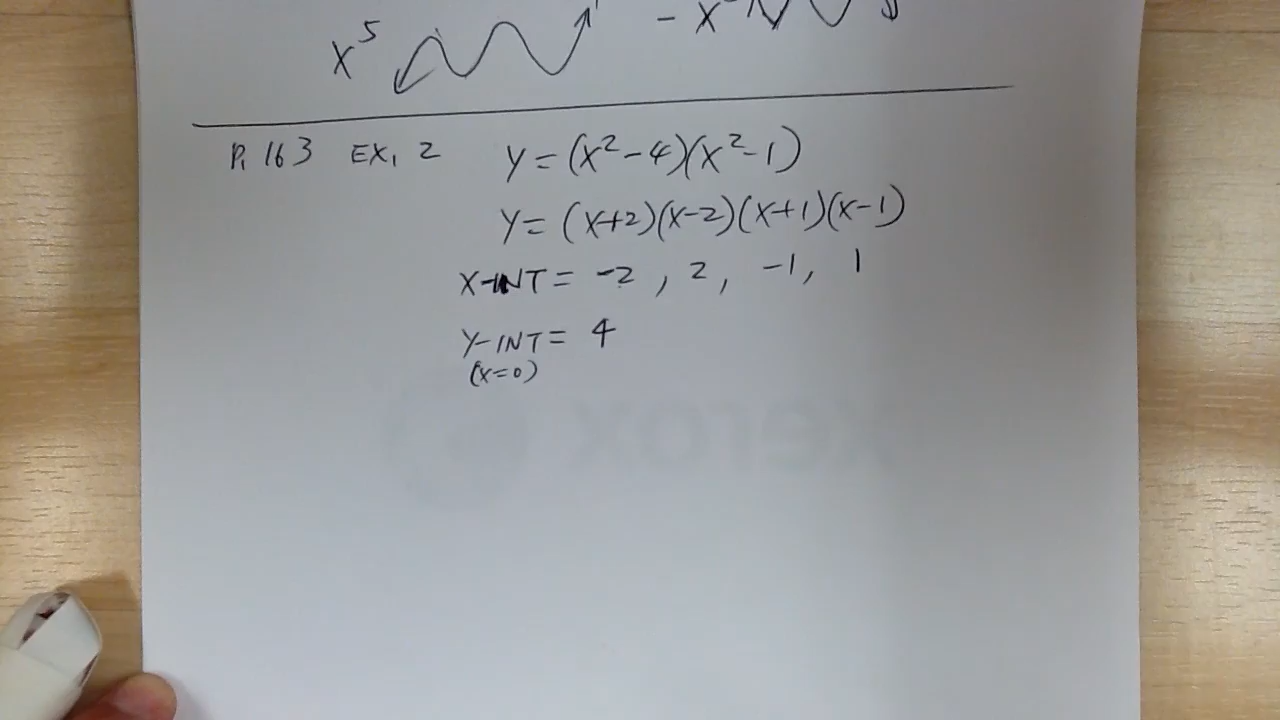 x⁵ - x
P. 163 EX. 2 y = (x²-4)(x²-1)
y = (x+2)(x-2)(x+1)(x-1)
X-INT = -2, 2, -1, 1
Y-INT = 4
(x=0)
xerox